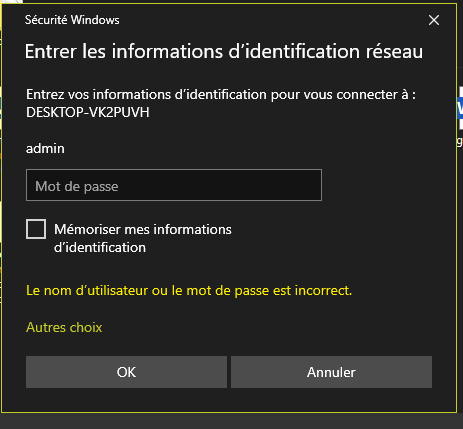 Sécurité Windows
Entrer les informations d’identification réseau
Entrez vos informations d’identification pour vous connecter à :
DESKTOP-VK2PUVH
admin
Mot de passe
Mémoriser mes informations
d’identification
Le nom d’utilisateur ou le mot de passe est incorrect.
Autres choix
OK
Annuler